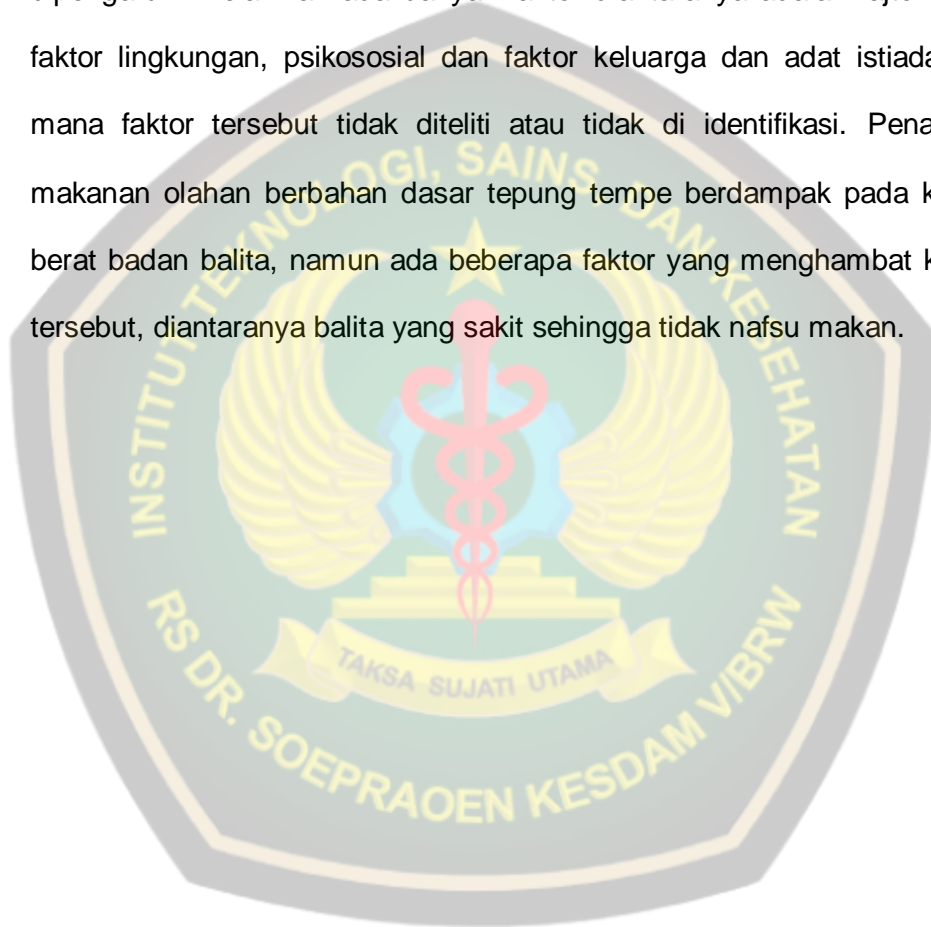 faktor lingkungan, psikososial dan faktor keluarga dan adat istiada
mana faktor tersebut tidak diteliti atau tidak di identifikasi. Pena
makanan olahan berbahan dasar tepung tempe berdampak pada k
berat badan balita, namun ada beberapa faktor yang menghambat k
tersebut, diantaranya balita yang sakit sehingga tidak nafsu makan.
INSTITUT TEKNOLOGI, SAINS, DAN KESEHATAN
TAKSA SUJATI UTAMA
RS DR. SOEPRAOEN KESDAM V/BRW